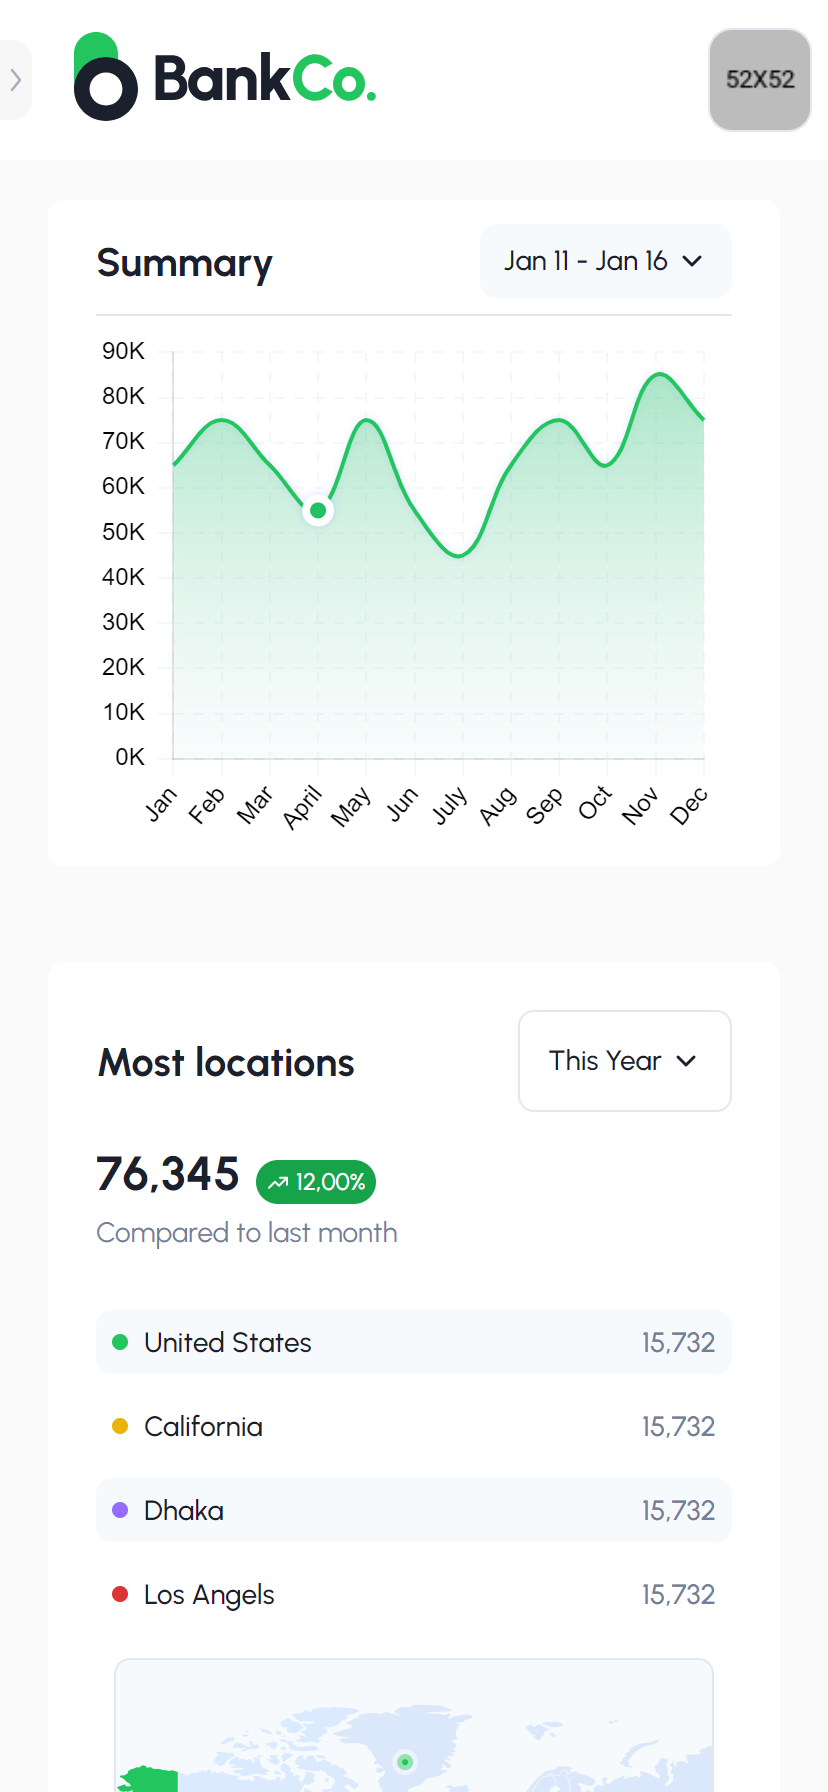 BankCo.
52X52
Summary
Jan 11 - Jan 16
90K
80K
70K
60K
50K
40K
30K
20K
10K
0K
Jan Feb Mar April May Jun July Aug Sep Oct Nov Dec
Most locations
This Year
76,345
12,00%
Compared to last month
United States 15,732
California 15,732
Dhaka 15,732
Los Angels 15,732